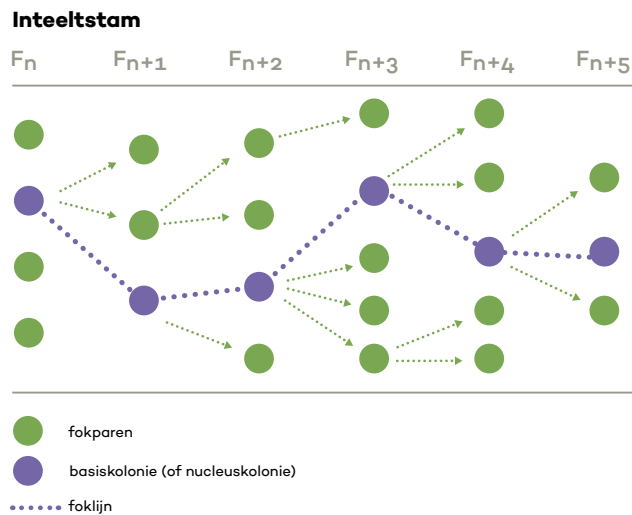 Inteeltstam
Fn Fn+1 Fn+2 Fn+3 Fn+4 Fn+5
fokparen
basiskolonie (of nucleuskolonie)
foklijn